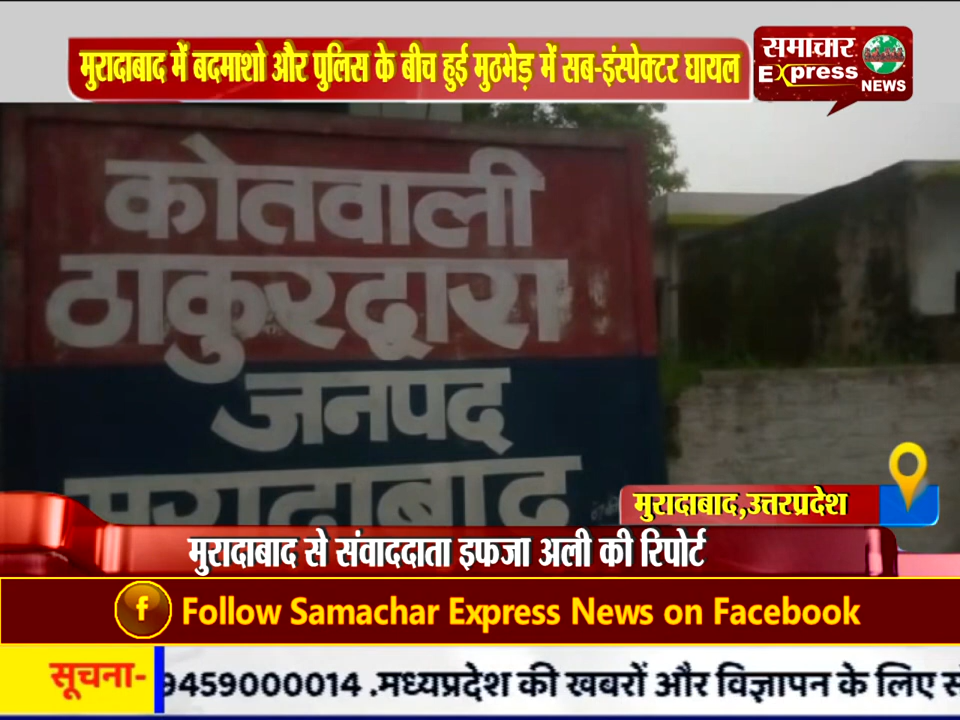 मुरादाबाद में बदमाशो और पुलिस के बीच हुई मुठभेड़ में सब-इंस्पेक्टर घायल
समाचार
Express
NEWS
कोतवाली
ठाकुरद्वारा
जनपद
मुरादाबाद
मुरादाबाद,उत्तरप्रदेश
मुरादाबाद से संवाददाता इफजा अली की रिपोर्ट
f Follow Samachar Express News on Facebook
सूचना- 9459000014 .मध्यप्रदेश की खबरों और विज्ञापन के लिए